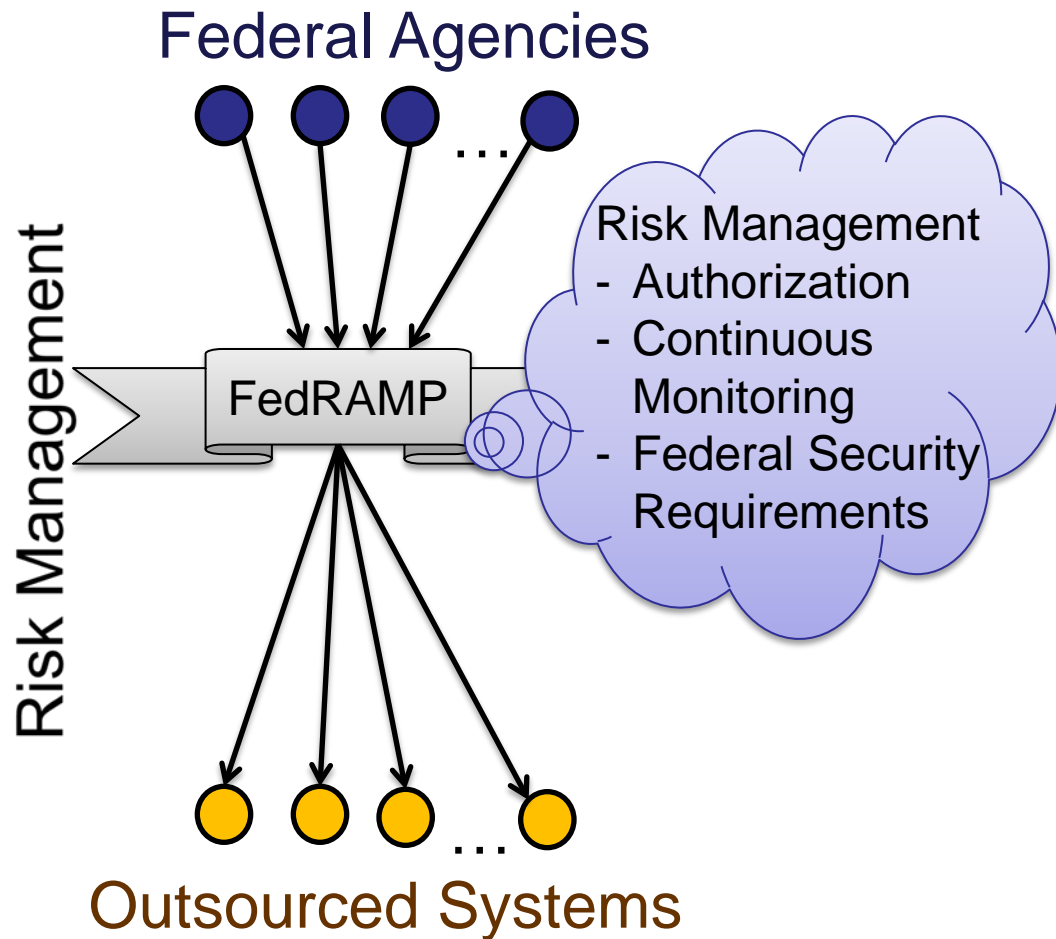 Federal Agencies
…
Risk Management
- Authorization
- Continuous
Monitoring
- Federal Security
Requirements
FedRAMP
Risk Management
…
Outsourced Systems